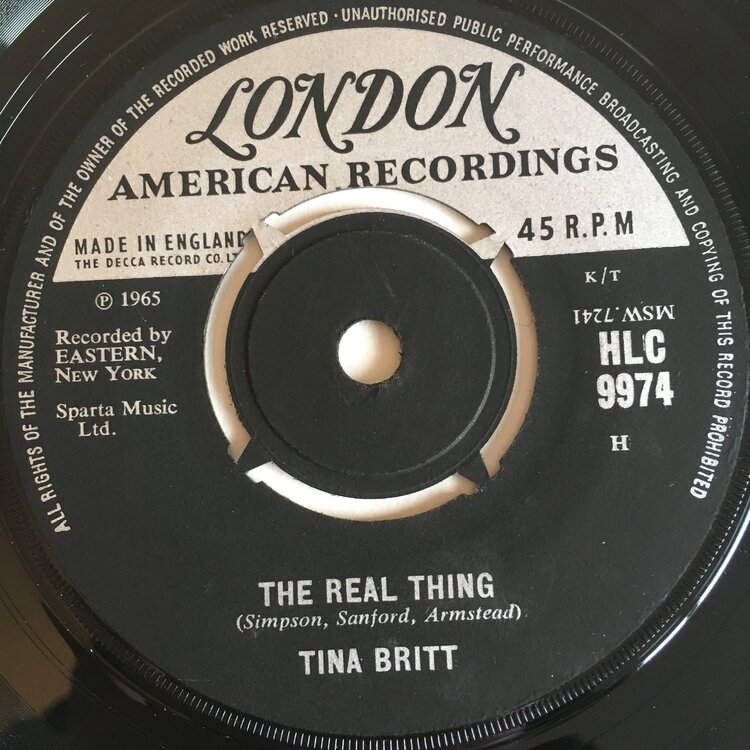 ALL RIGHTS OF THE MANUFACTURER AND OF THE OWNER OF THE RECORDED WORK RESERVED · UNAUTHORISED PUBLIC PERFORMANCE BROADCASTING AND COPYING OF THIS RECORD PROHIBITED
LONDON
AMERICAN RECORDINGS
MADE IN ENGLAND
THE DECCA RECORD CO.
45 R.P.M
℗ 1965
Recorded by
EASTERN,
NEW YORK
Sparta Music
Ltd.
K/T
MSW.7241
HLC
9974
H
THE REAL THING
(Simpson, Sanford, Armstead)
TINA BRITT